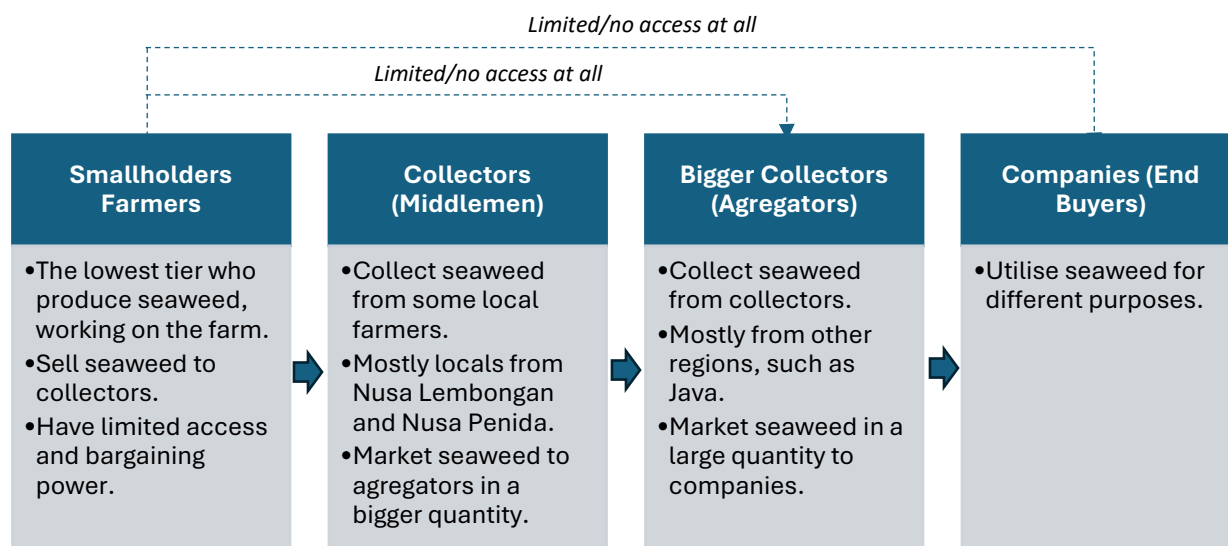 Limited/no access at all
Limited/no access at all
Smallholders
Farmers
•The lowest tier who
produce seaweed,
working on the farm.
•Sell seaweed to
collectors.
•Have limited access
and bargaining
power.
Collectors
(Middlemen)
•Collect seaweed
from some local
farmers.
•Mostly locals from
Nusa Lembongan
and Nusa Penida.
•Market seaweed to
agregators in a
bigger quantity.
Bigger Collectors
(Agregators)
•Collect seaweed
from collectors.
•Mostly from other
regions, such as
Java.
•Market seaweed in a
large quantity to
companies.
Companies (End
Buyers)
•Utilise seaweed for
different purposes.